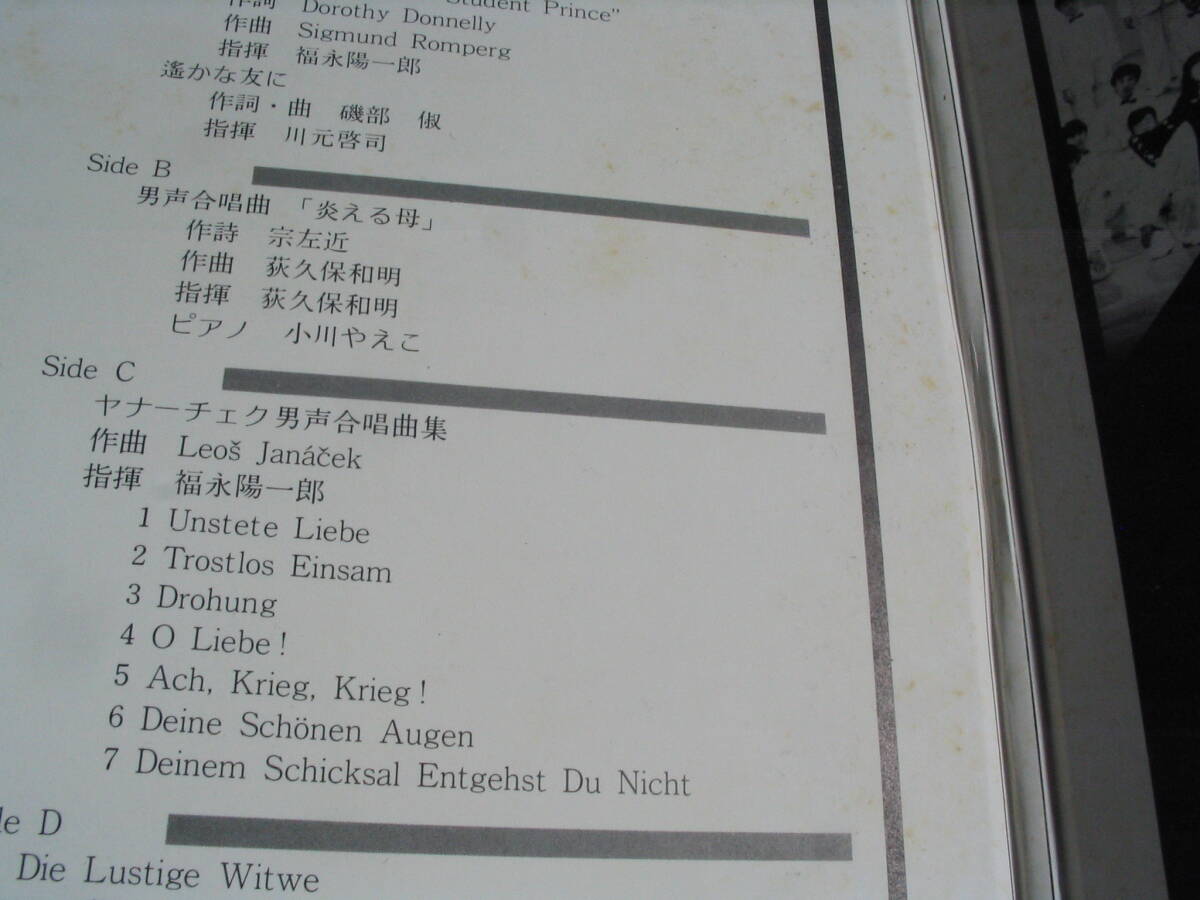 Student Prince"
作詞 Dorothy Donnelly
作曲 Sigmund Romperg
指揮 福永陽一郎
遙かな友に
作詞・曲 磯部 俶
指揮 川元啓司
Side B
男声合唱曲 「炎える母」
作詩 宗左近
作曲 荻久保和明
指揮 荻久保和明
ピアノ 小川やえこ
Side C
ヤナーチェク男声合唱曲集
作曲 Leoš Janáček
指揮 福永陽一郎
1 Unstete Liebe
2 Trostlos Einsam
3 Drohung
4 O Liebe!
5 Ach, Krieg, Krieg!
6 Deine Schönen Augen
7 Deinem Schicksal Entgehst Du Nicht
de D
Die Lustige Witwe